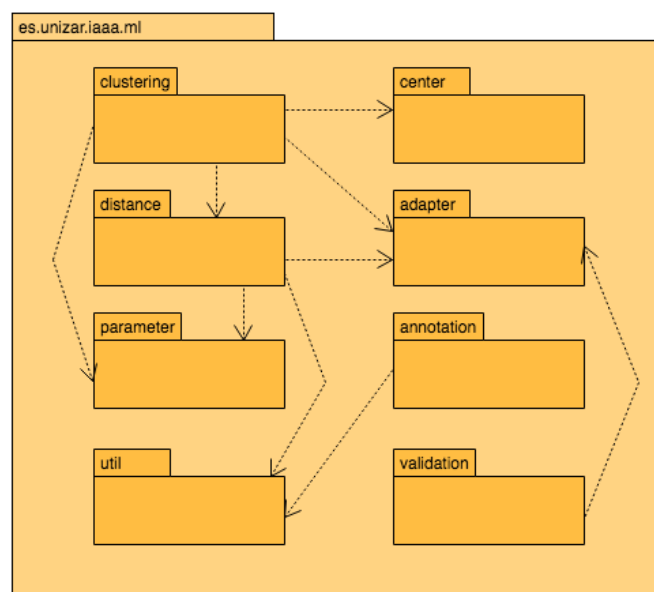 es.unizar.iaaa.ml
clustering
center
distance
adapter
parameter
annotation
util
validation